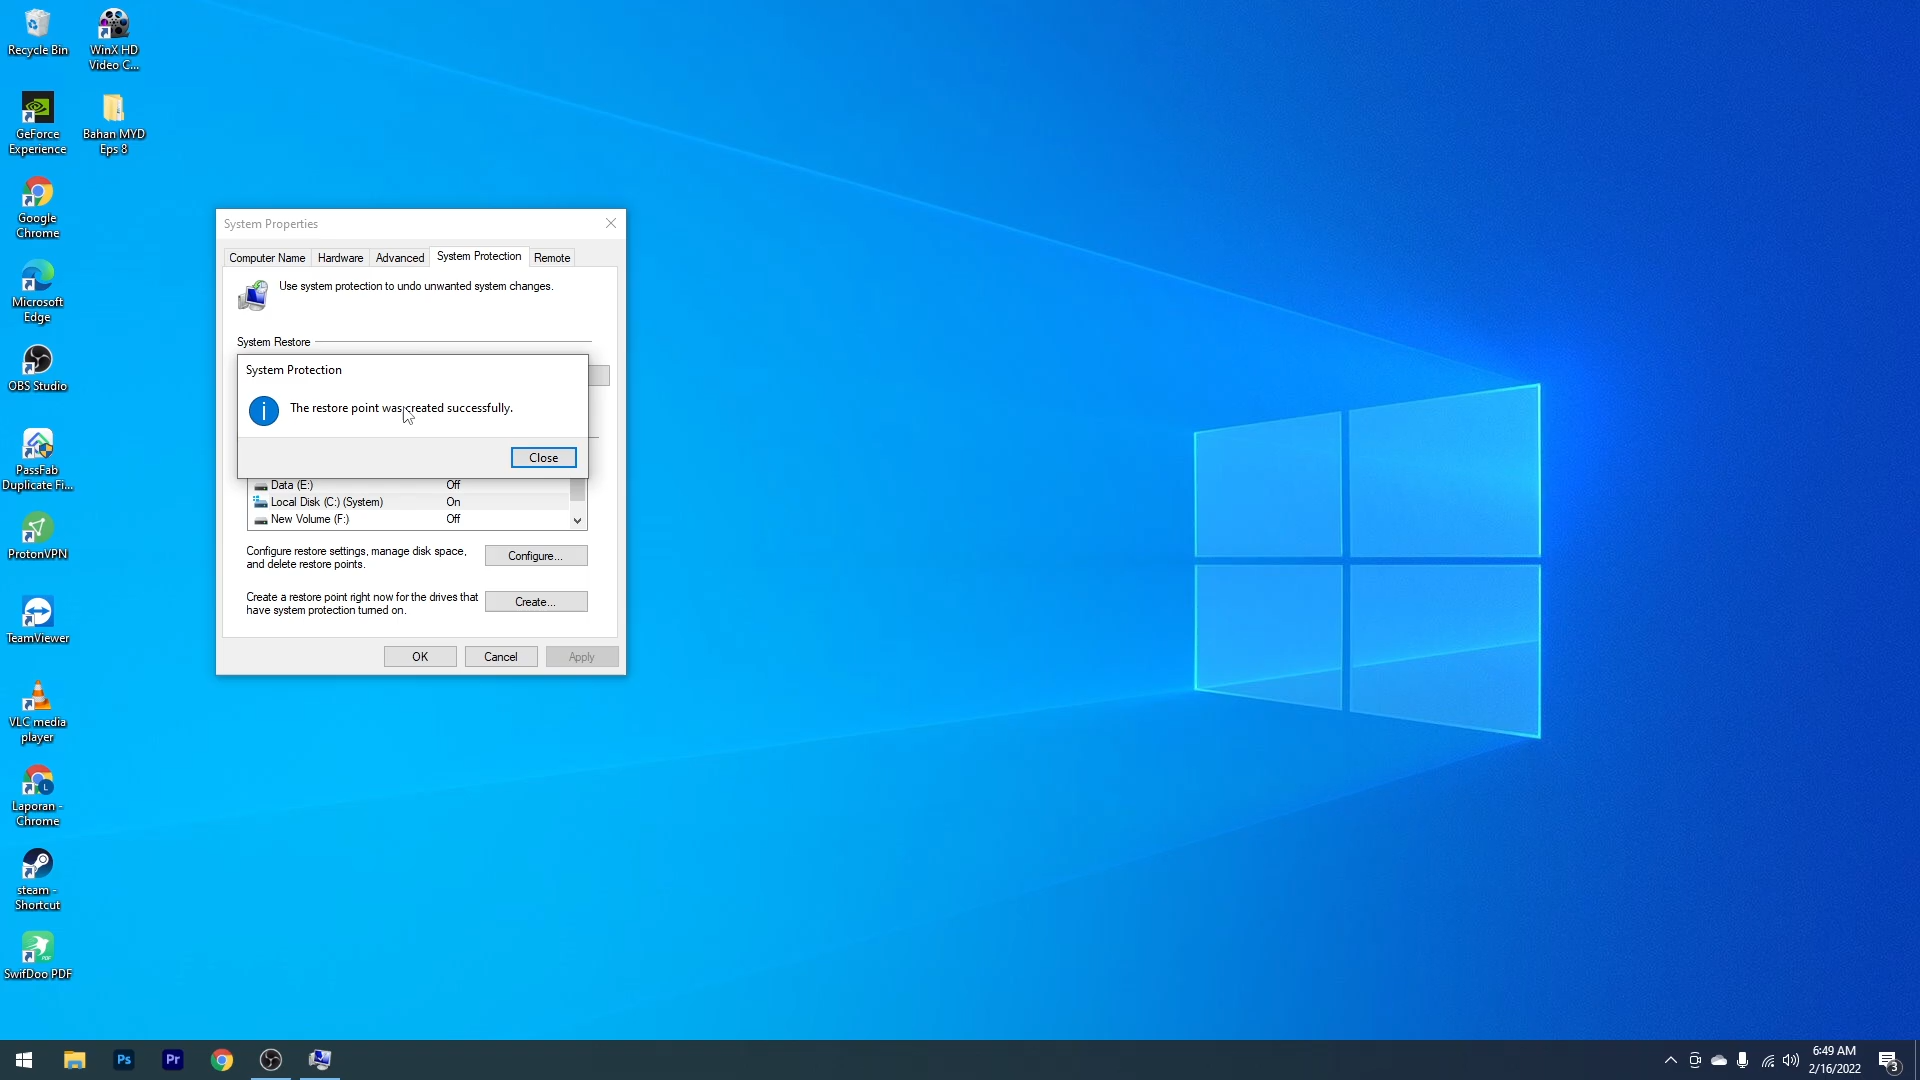 Recycle Bin
WinX HD
Video C...
GeForce
Experience
Bahan MYD
Eps 8
Google
Chrome
Microsoft
Edge
OBS Studio
PassFab
Duplicate Fi...
ProtonVPN
TeamViewer
VLC media
player
Laporan -
Chrome
steam -
Shortcut
SwifDoo PDF
System Properties
Computer Name
Hardware
Advanced
System Protection
Remote
Use system protection to undo unwanted system changes.
System Restore
System Protection
The restore point was created successfully.
Close
Data (E:) Off
Local Disk (C:) (System) On
New Volume (F:) Off
Configure restore settings, manage disk space,
and delete restore points.
Configure...
Create a restore point right now for the drives that
have system protection turned on.
Create...
OK
Cancel
Apply
Ps
Pr
6:49 AM
2/16/2022
3